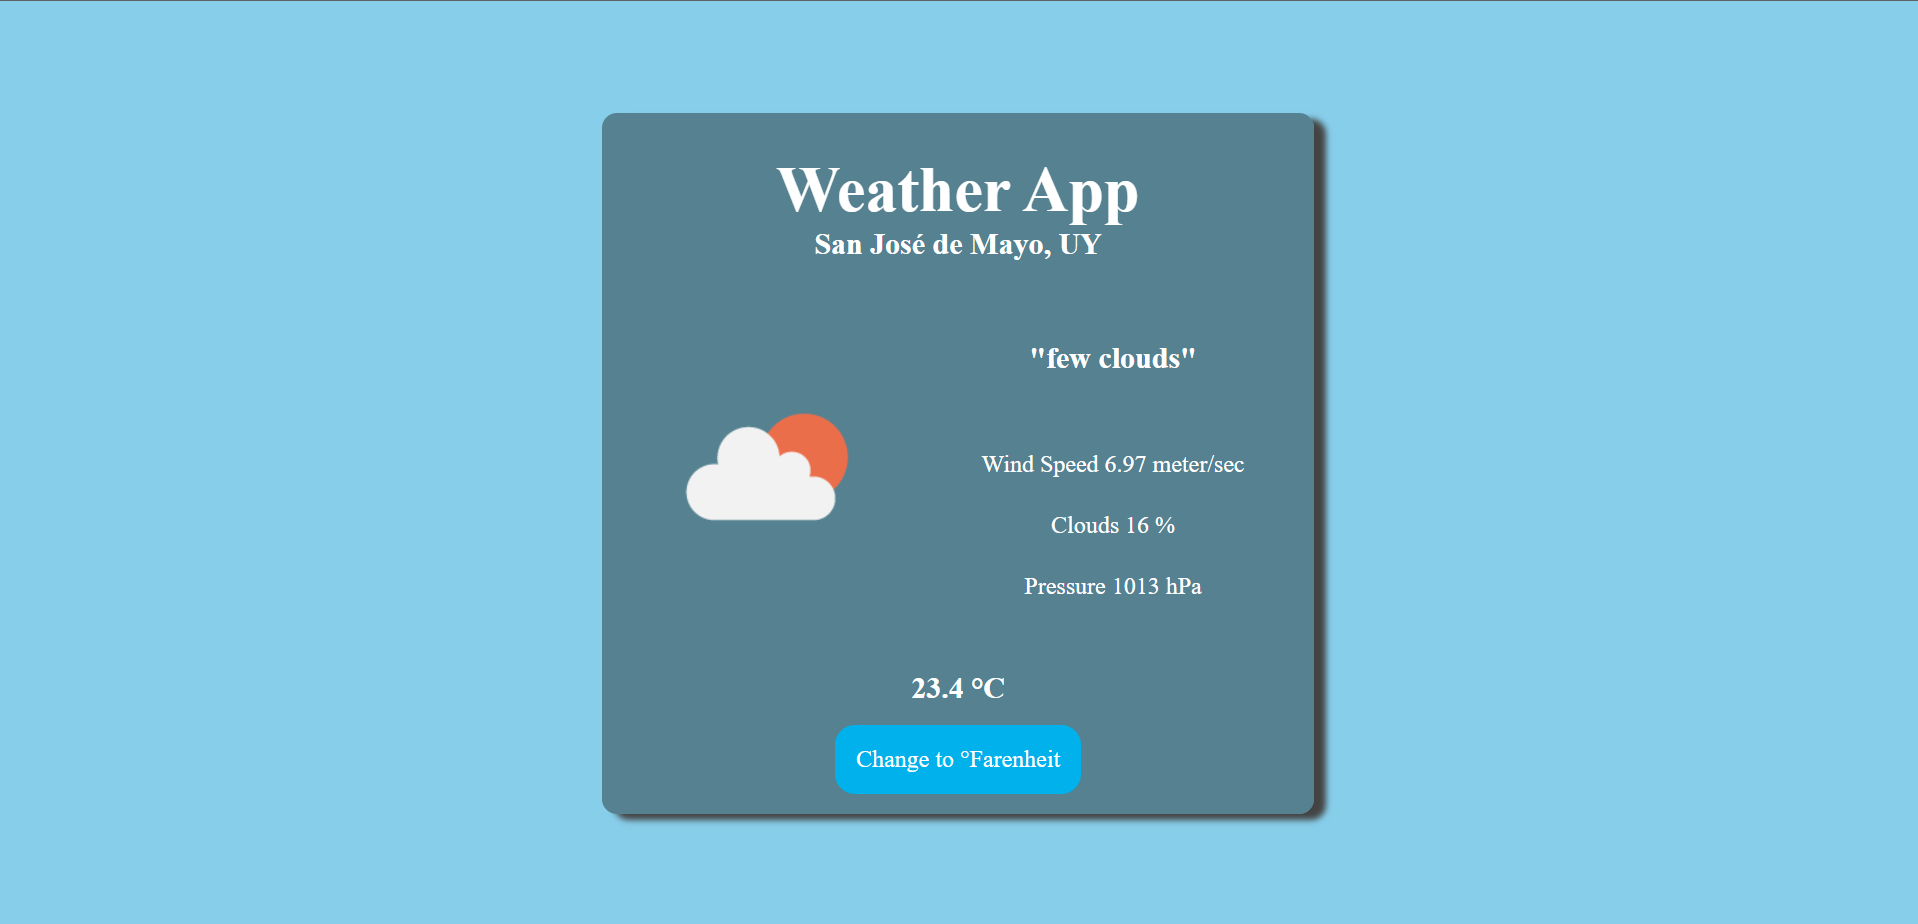 Weather App
San José de Mayo, UY
"few clouds"
Wind Speed 6.97 meter/sec
Clouds 16 %
Pressure 1013 hPa
23.4 °C
Change to °Farenheit